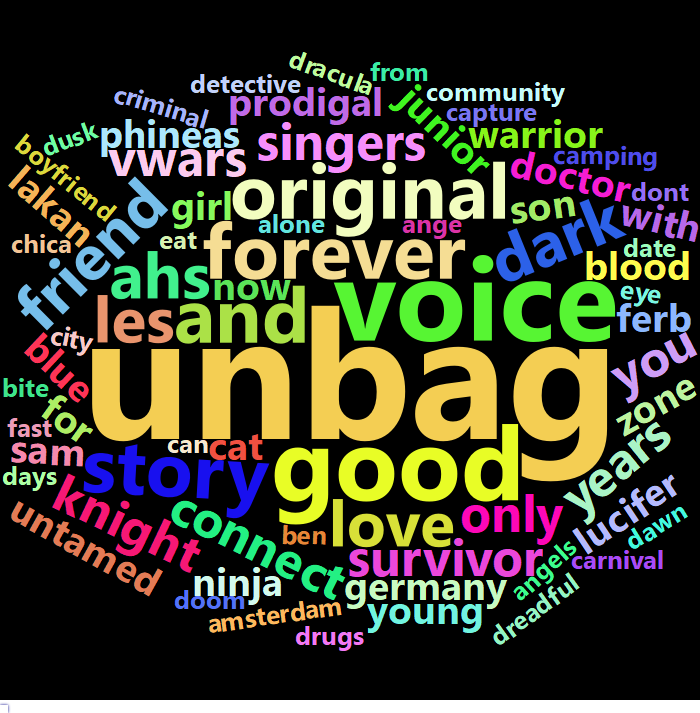 dracula
from
detective
community
criminal
prodigal
junior
capture
dusk
phineas
singers
warrior
boyfriend
vwars
camping
doctor
lakan
original
dont
girl
son
with
friend
alone
ange
dark
chica
eat
forever
date
blood
ahs
now
voice
eye
ferb
les
and
city
unbag
you
blue
bite
zone
for
fast
sam
can
cat
years
days
story
good
knight
connect
love
only
lucifer
untamed
ben
dawn
survivor
angels
carnival
ninja
germany
doom
amsterdam
young
dreadful
drugs